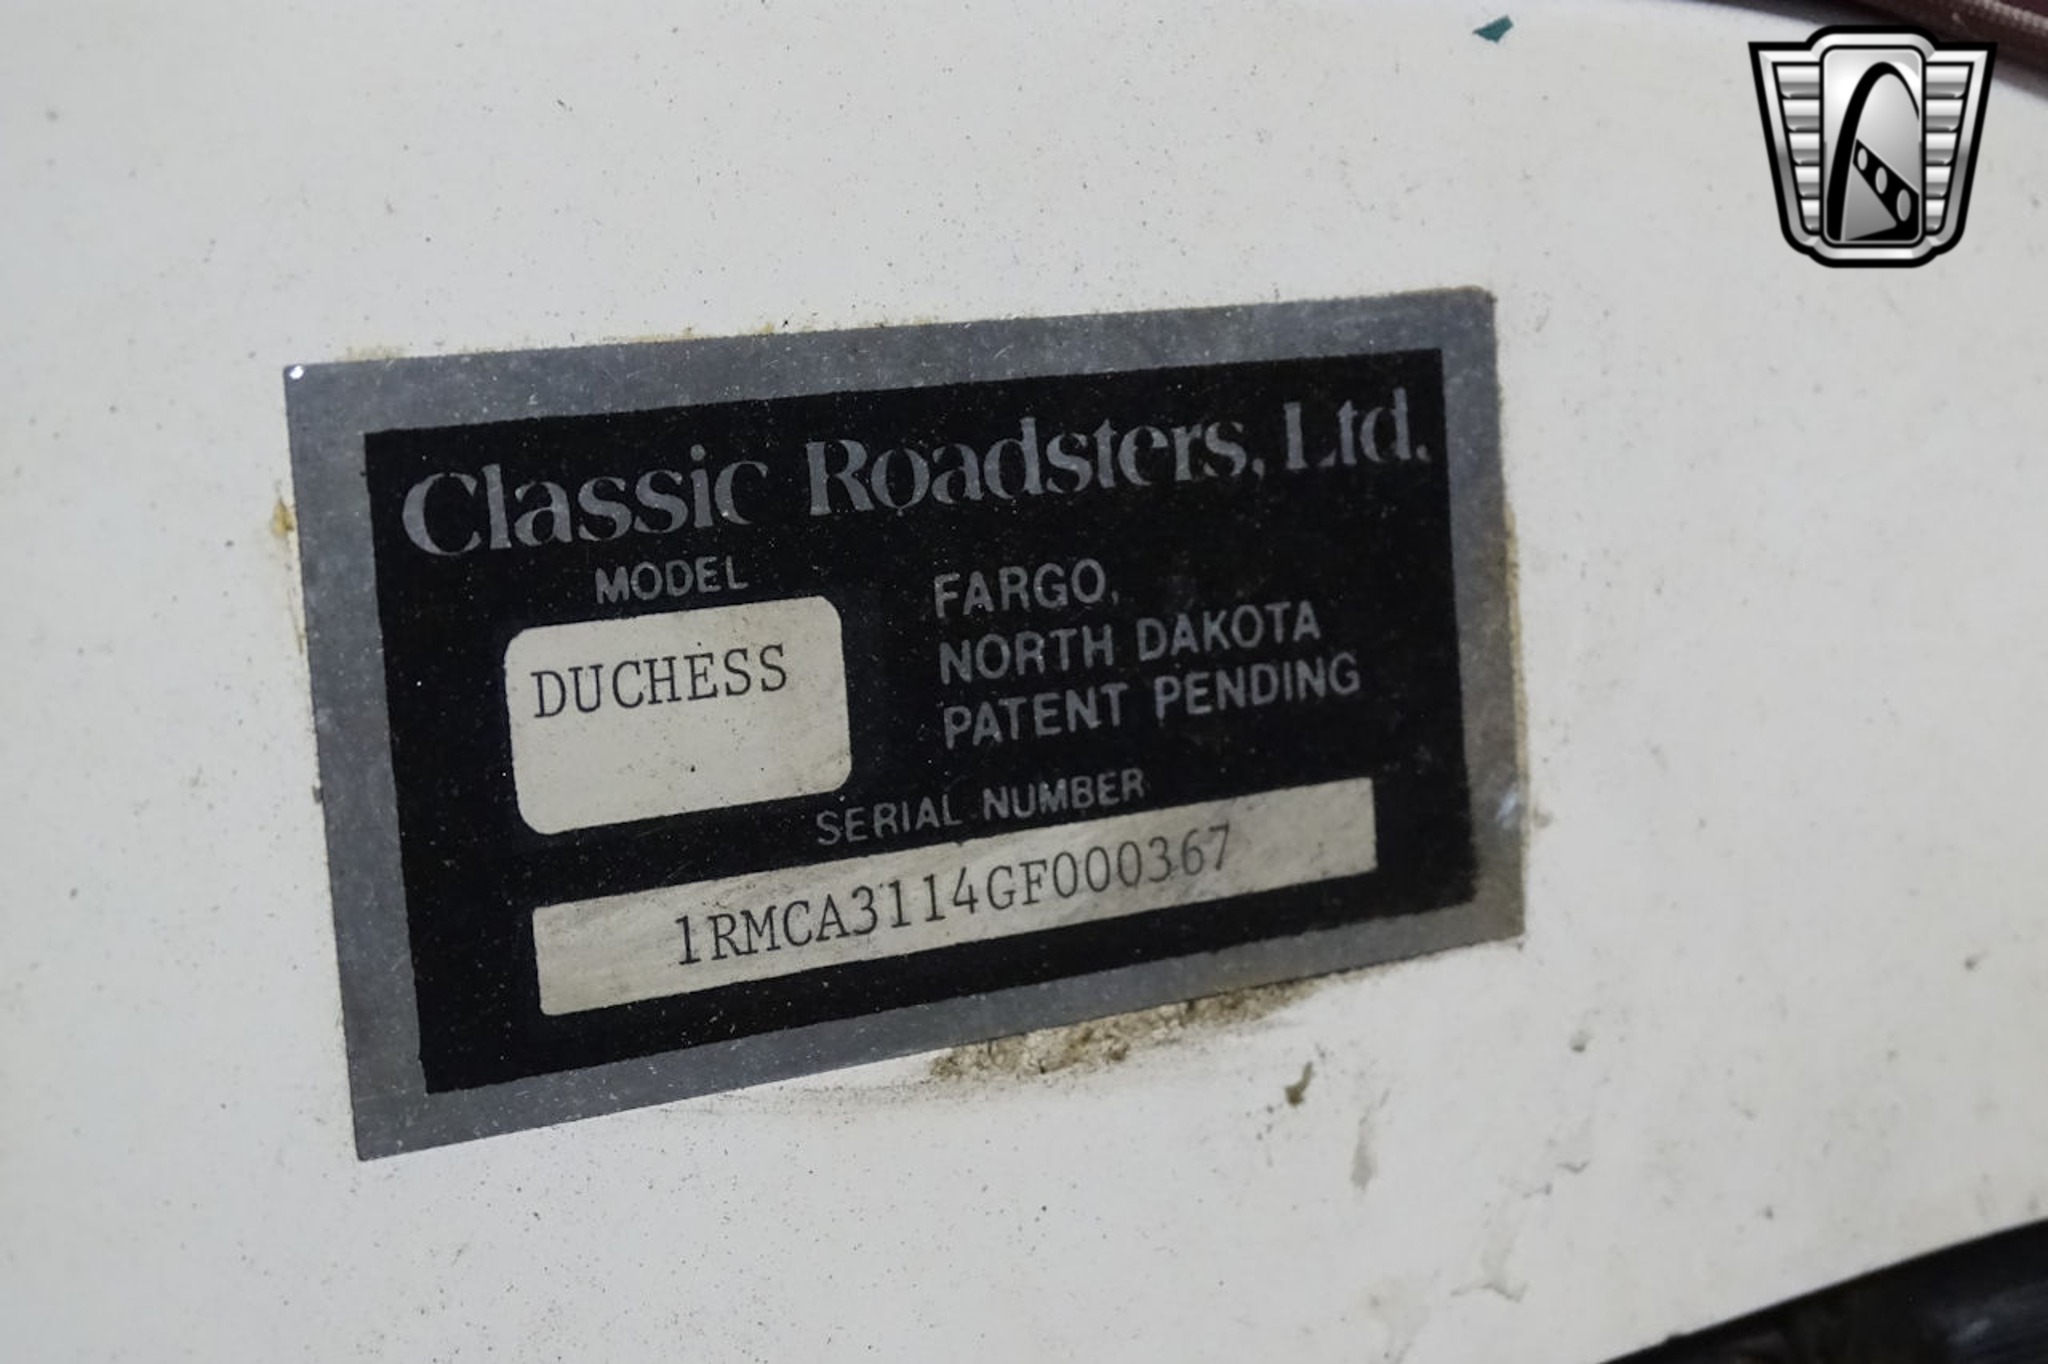 Classic Roadsters, Ltd.
MODEL
DUCHESS
FARGO,
NORTH DAKOTA
PATENT PENDING
SERIAL NUMBER
1RMCA3114GF000367